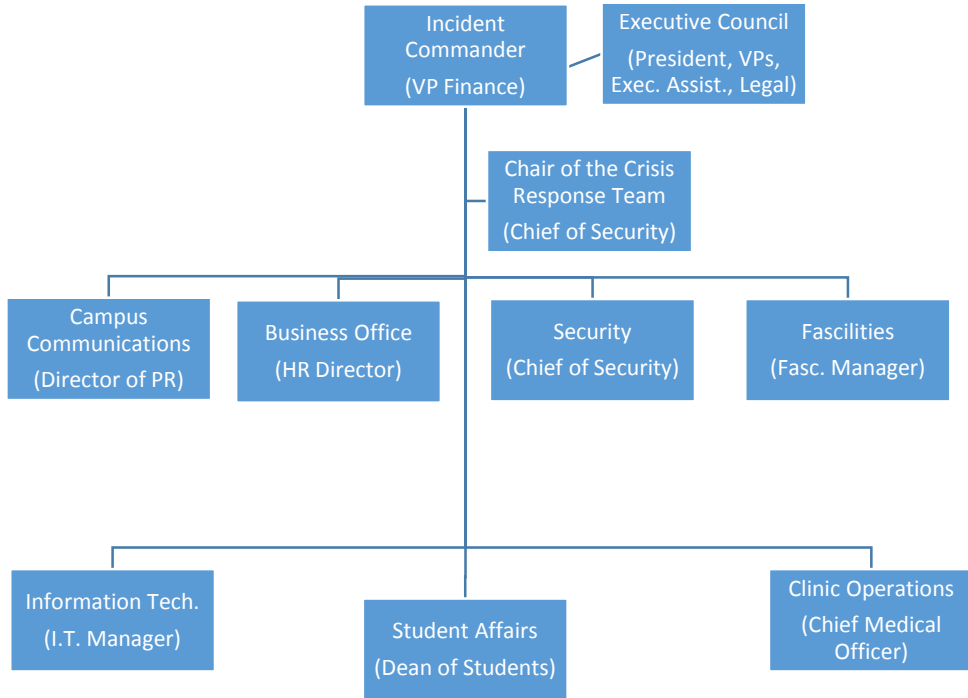 Incident
Commander
(VP Finance)
Executive Council
(President, VPs,
Exec. Assist., Legal)
Chair of the Crisis
Response Team
(Chief of Security)
Campus
Communications
(Director of PR)
Business Office
(HR Director)
Security
(Chief of Security)
Fascilities
(Fasc. Manager)
Information Tech.
(I.T. Manager)
Student Affairs
(Dean of Students)
Clinic Operations
(Chief Medical
Officer)